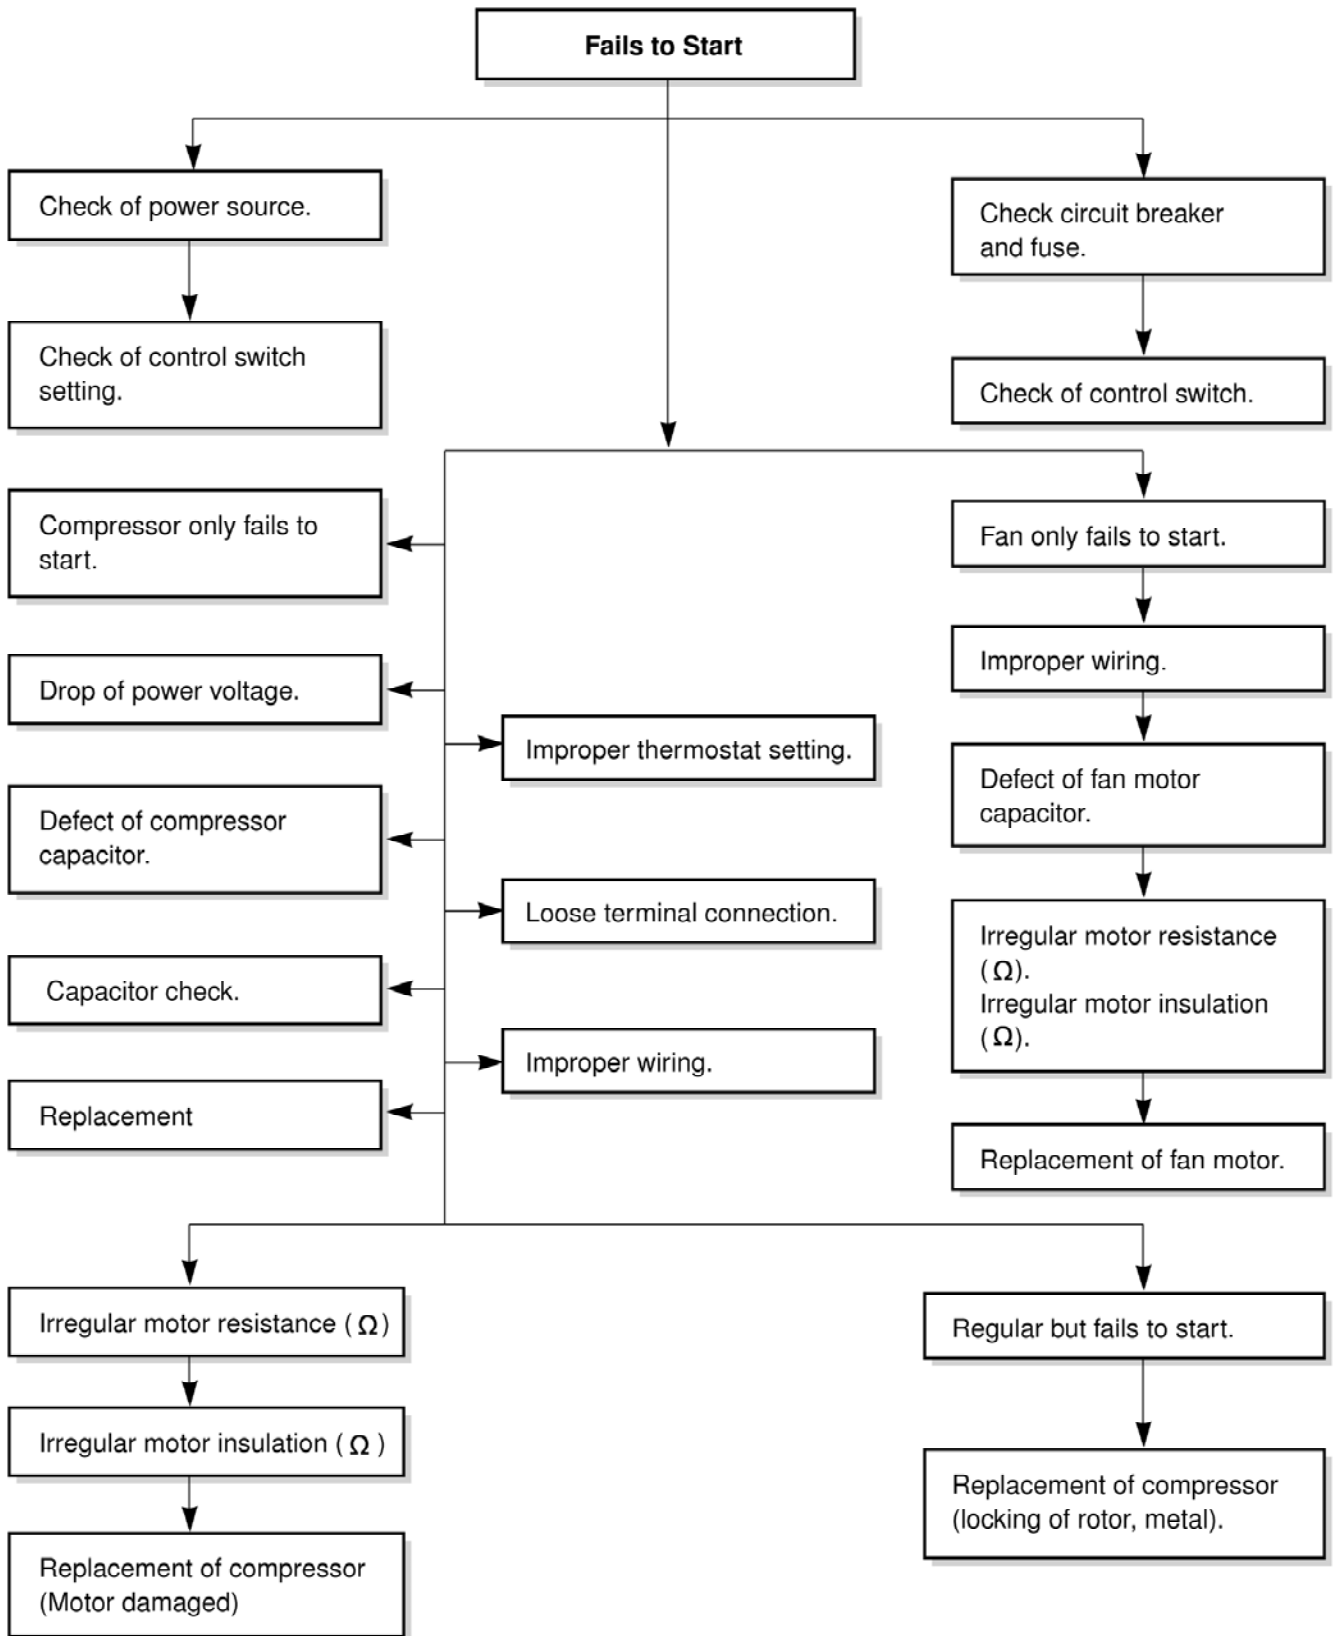 Fails to Start
Check of power source.
Check circuit breaker
and fuse.
Check of control switch
setting.
Check of control switch.
Compressor only fails to
start.
Fan only fails to start.
Improper wiring.
Drop of power voltage.
Improper thermostat setting.
Defect of fan motor
capacitor.
Defect of compressor
capacitor.
Loose terminal connection.
Irregular motor resistance
(Ω).
Irregular motor insulation
(Ω).
Capacitor check.
Improper wiring.
Replacement
Replacement of fan motor.
Irregular motor resistance (Ω)
Regular but fails to start.
Irregular motor insulation (Ω )
Replacement of compressor
(locking of rotor, metal).
Replacement of compressor
(Motor damaged)